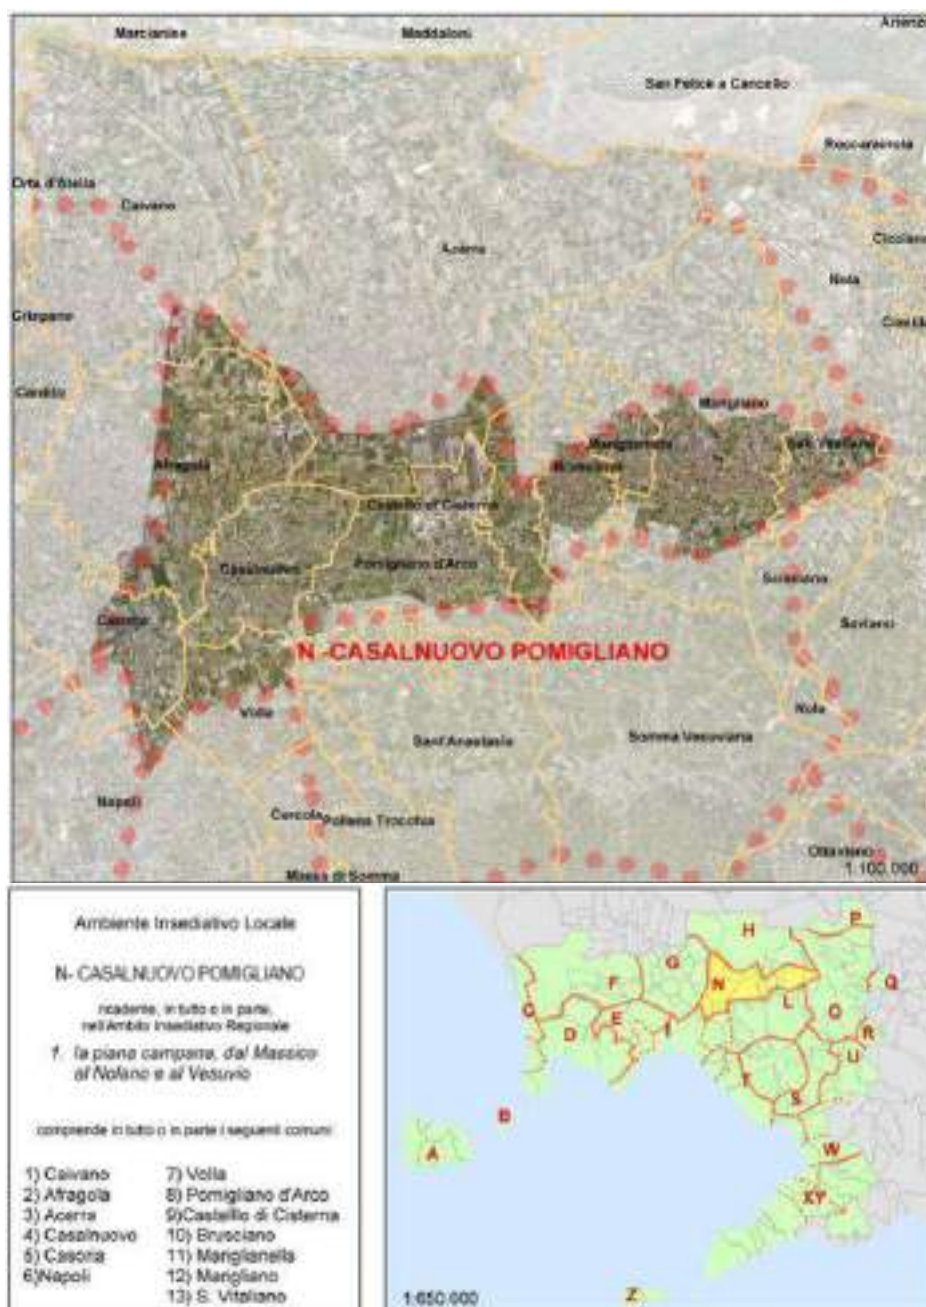 Marcianise
Maddaloni
Arienzo
San Felice a Cancello
Roccarainola
Orta d'Atella
Caivano
Acerra
Cicciano
Nola
Crispano
Cardito
Marigliano
Mariglianella
San Vitaliano
Afragola
Brusciano
Castello di Cisterna
Casalnuovo
Pomigliano d'Arco
Scisciano
Casoria
Saviano
N -CASALNUOVO POMIGLIANO
Volla
Nola
Sant'Anastasia
Somma Vesuviana
Napoli
Cercola
Pollena Trocchia
Ottaviano
Massa di Somma
1:100.000
Ambiente Insediativo Locale
N- CASALNUOVO POMIGLIANO
ricadente, in tutto o in parte,
nell'Ambito Insediativo Regionale
1. la piana campana, dal Massico
al Nolano e al Vesuvio
comprende in tutto o in parte i seguenti comuni
1) Caivano
2) Afragola
3) Acerra
4) Casalnuovo
5) Casoria
6)Napoli
7) Volla
8) Pomigliano d'Arco
9)Castelllo di Cisterna
10) Brusciano
11) Mariglianella
12) Marigliano
13) S. Vitaliano
P
H
I
G
F
N
Q
L
C
E
O
D
I
R
U
T
S
B
A
W
XY
Z
1:650.000